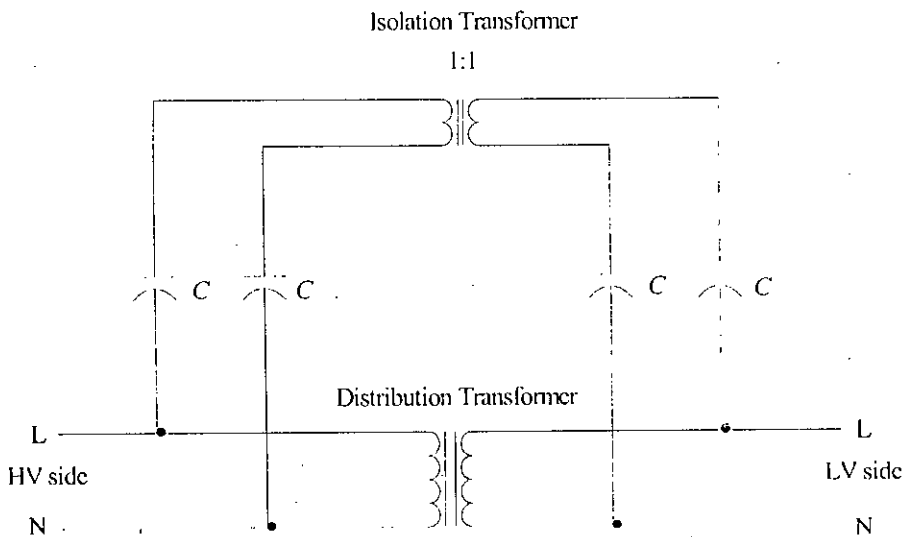 Isolation Transformer
1:1
C C C C
Distribution Transformer
L L
HV side LV side
N N